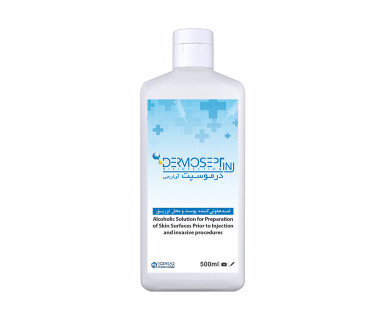 DERMOSEPT INJ
درموسپت
ضدعفونی کننده پوست و محل تزریق
Alcoholic Solution for Preparation
of Skin Surfaces Prior to Injection
and invasive procedures
500ml